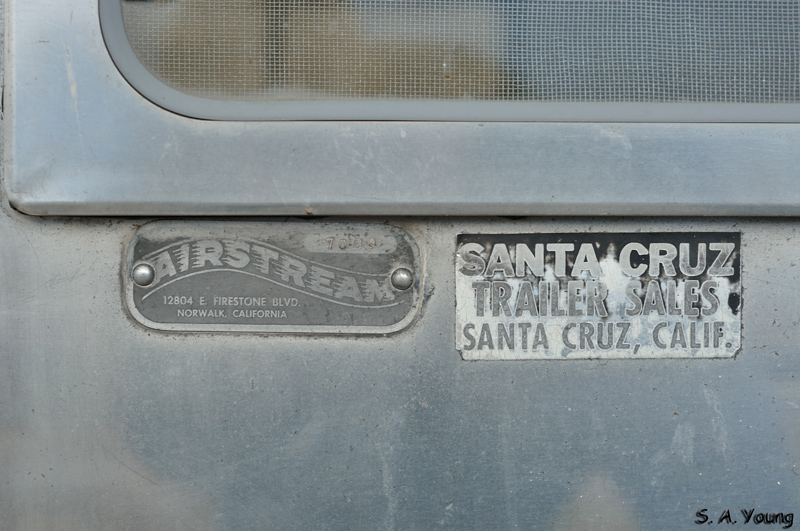 AIRSTREAM
12804 E. FIRESTONE BLVD.
NORWALK, CALIFORNIA
SANTA CRUZ
TRAILER SALES
SANTA CRUZ, CALIF.
S. A. Young